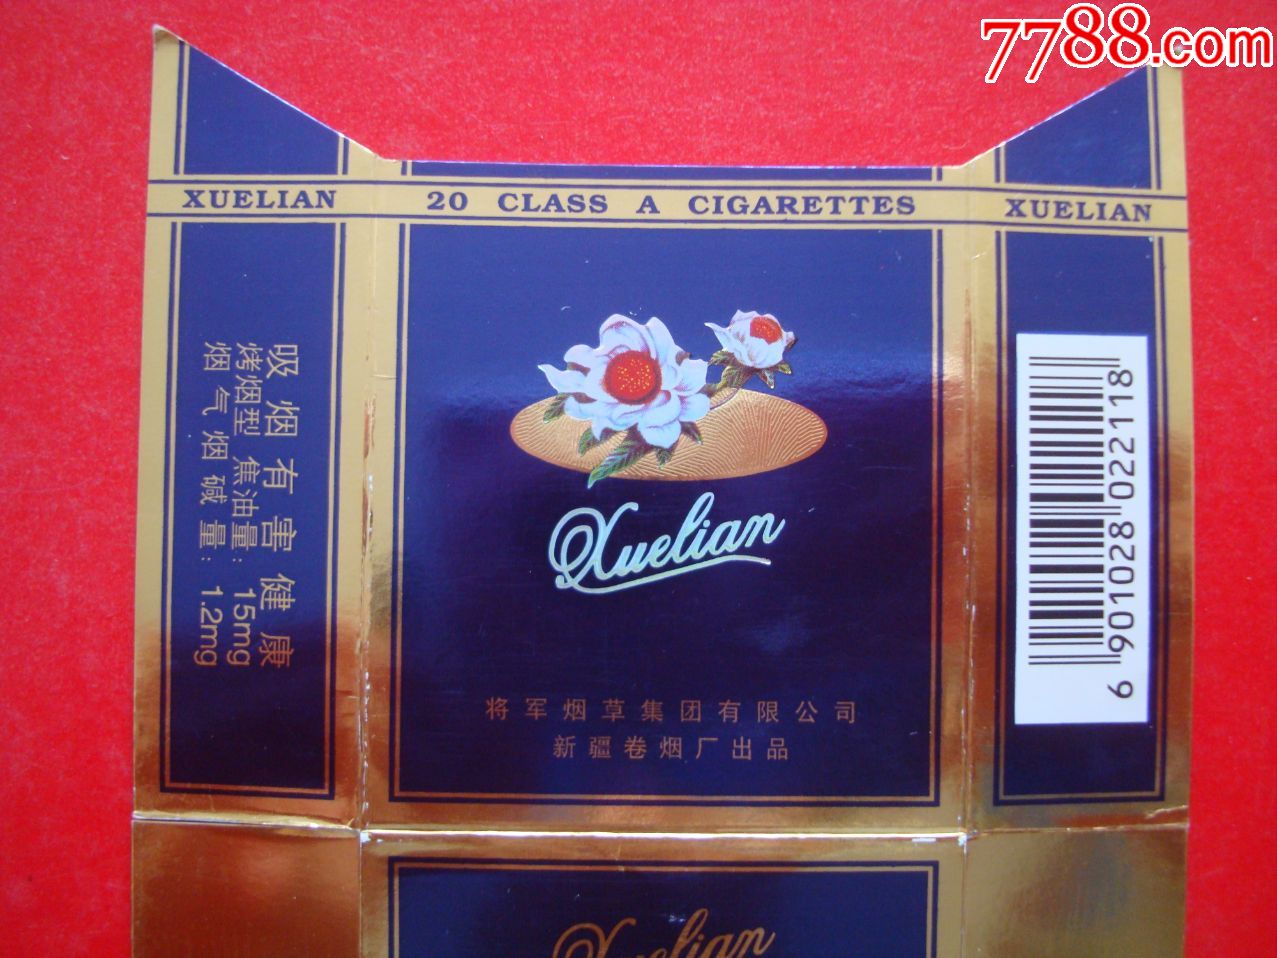 7788.com
XUELIAN
20 CLASS A CIGARETTES
XUELIAN
吸烟有害健康
烤烟型 焦油量: 15mg
烟气烟碱量: 1.2mg
Xuelian
6 901028 022118
将军烟草集团有限公司
新疆卷烟厂出品
Xuelian